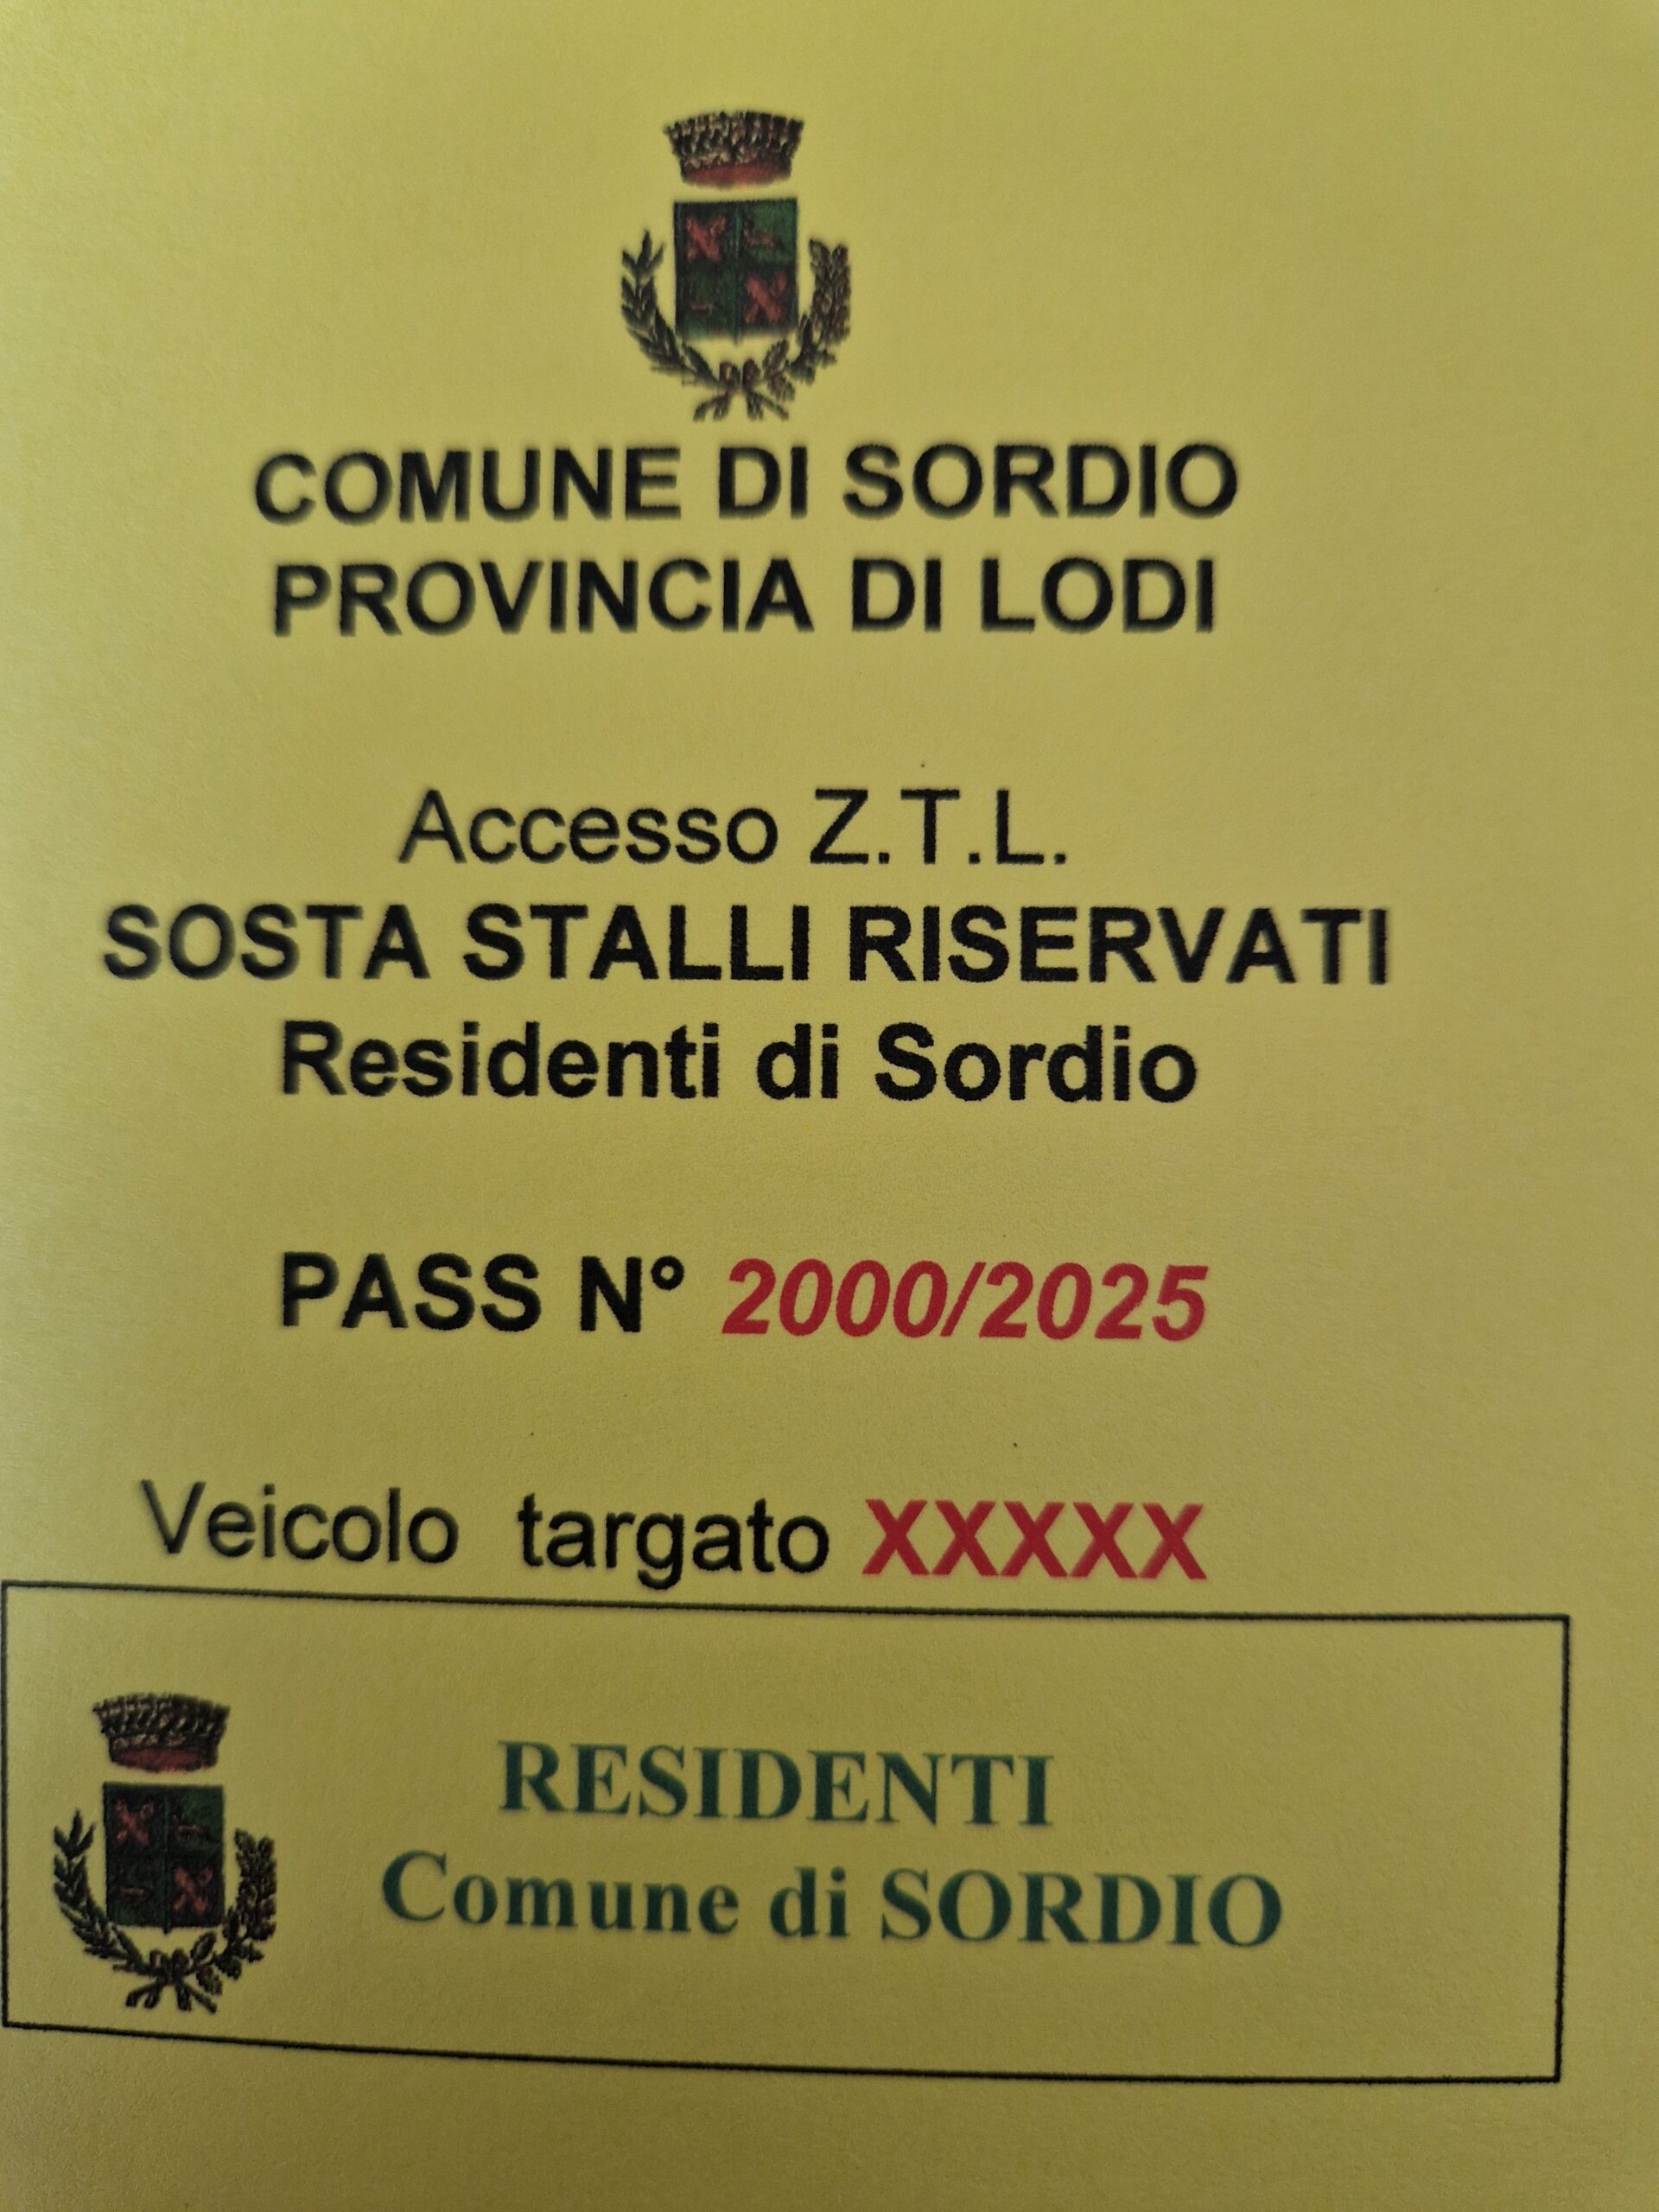 COMUNE DI SORDIO
PROVINCIA DI LODI
Accesso Z.T.L.
SOSTA STALLI RISERVATI
Residenti di Sordio
PASS N° 2000/2025
Veicolo targato XXXXX
RESIDENTI
Comune di SORDIO